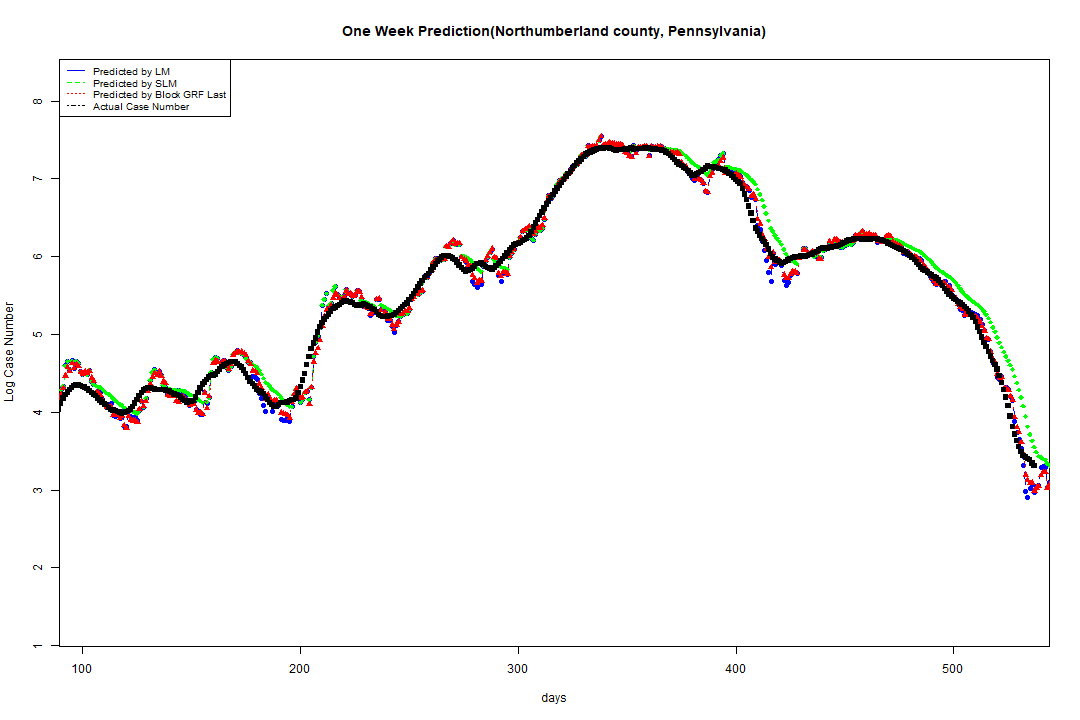 One Week Prediction(Northumberland county, Pennsylvania)
Predicted by LM
Predicted by SLM
Predicted by Block GRF Last
Actual Case Number
8
7
6
5
4
3
2
1
Log Case Number
100 200 300 400 500
days